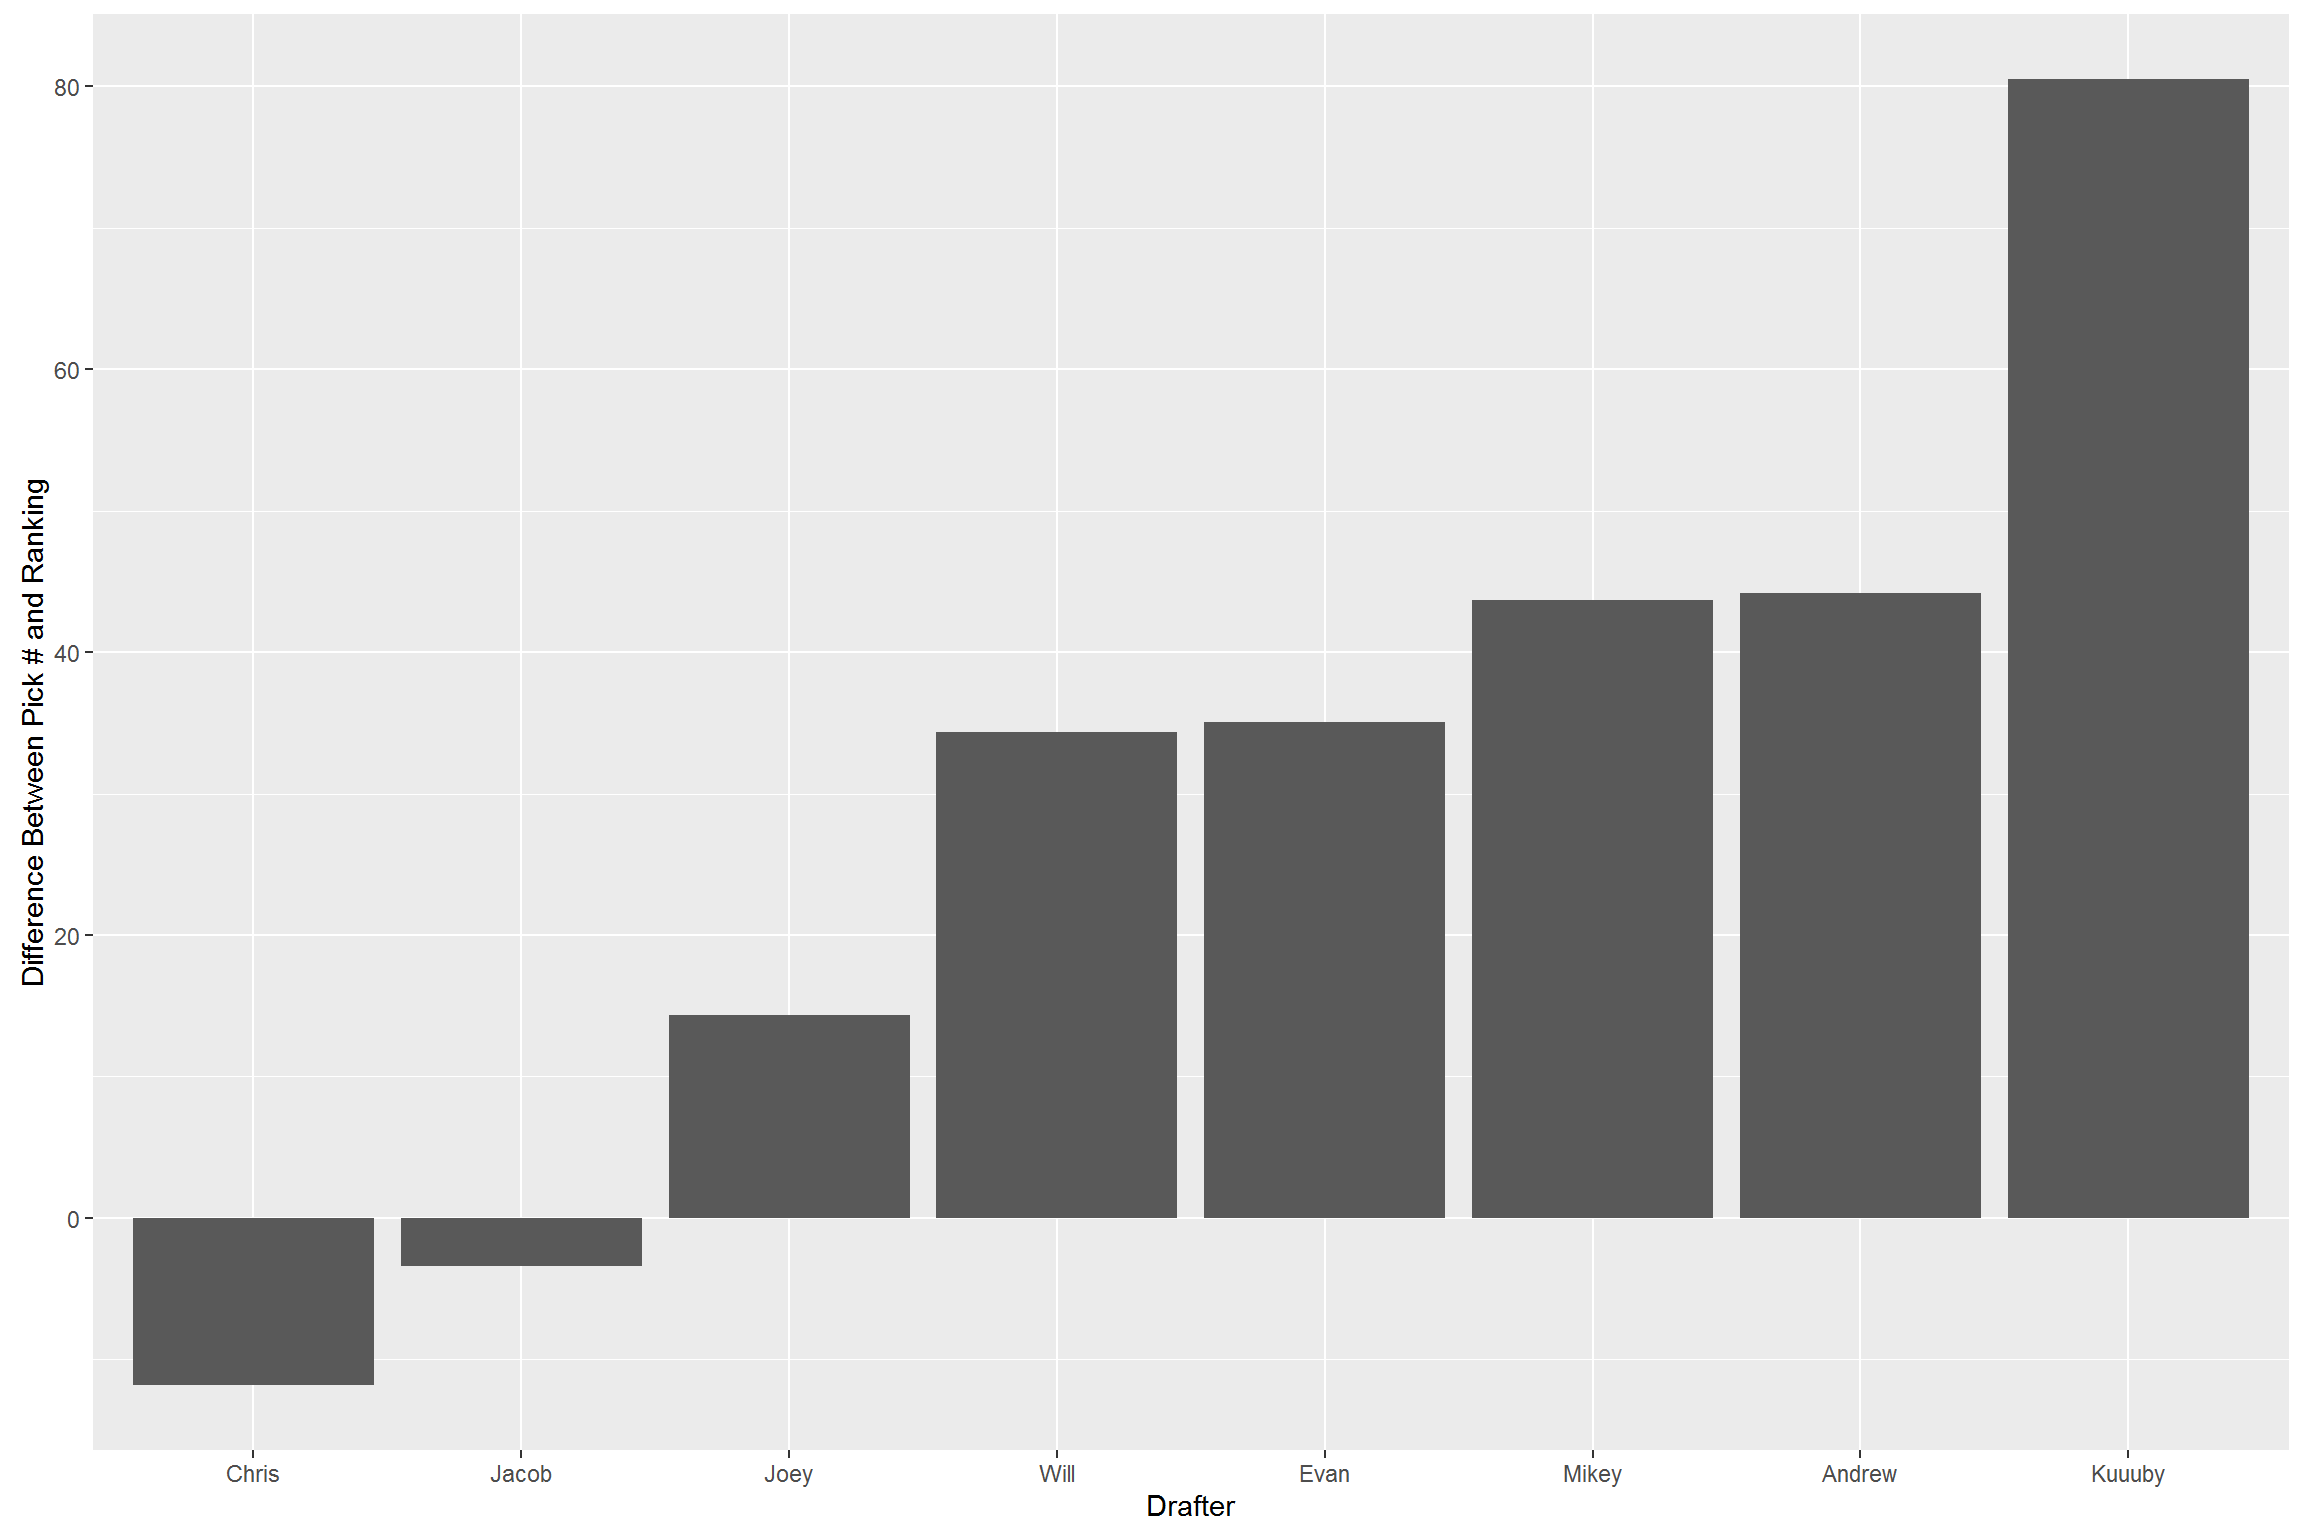 Difference Between Pick # and Ranking
80
60
40
20
0
Chris Jacob Joey Will Evan Mikey Andrew Kuuuby
Drafter